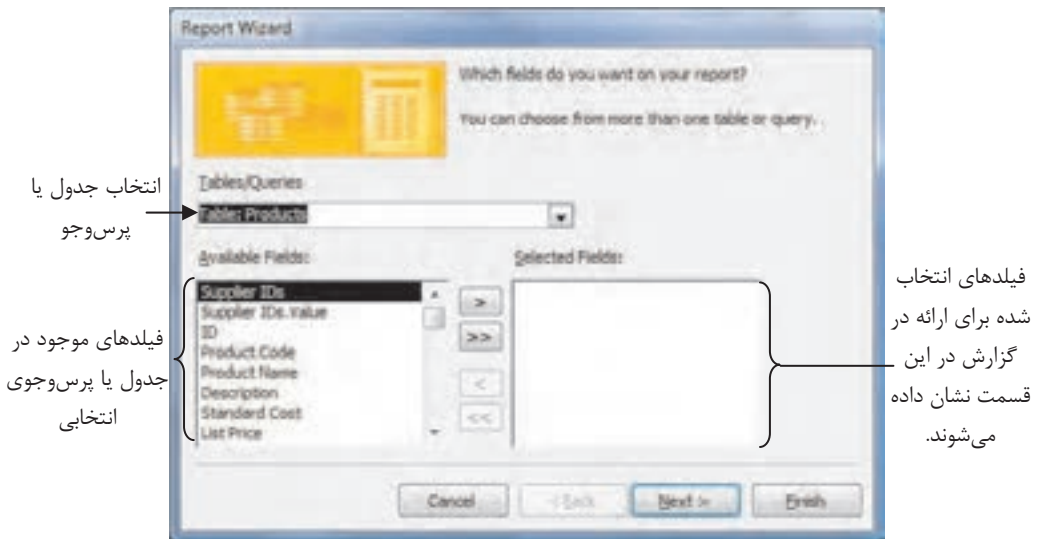 Report Wizard
Which fields do you want on your report?
You can choose from more than one table or query.
Tables/Queries
Table: Products
Available Fields:
Selected Fields:
Supplier IDs
Supplier IDs.Value
ID
Product Code
Product Name
Description
Standard Cost
List Price
>
>>
<
<<
Cancel
< Back
Next >
Finish
انتخاب جدول یا
پرس‌وجو
فیلدهای موجود در
جدول یا پرس‌وجوی
انتخابی
فیلدهای انتخاب
شده برای ارائه در
گزارش در این
قسمت نشان داده
می‌شوند.